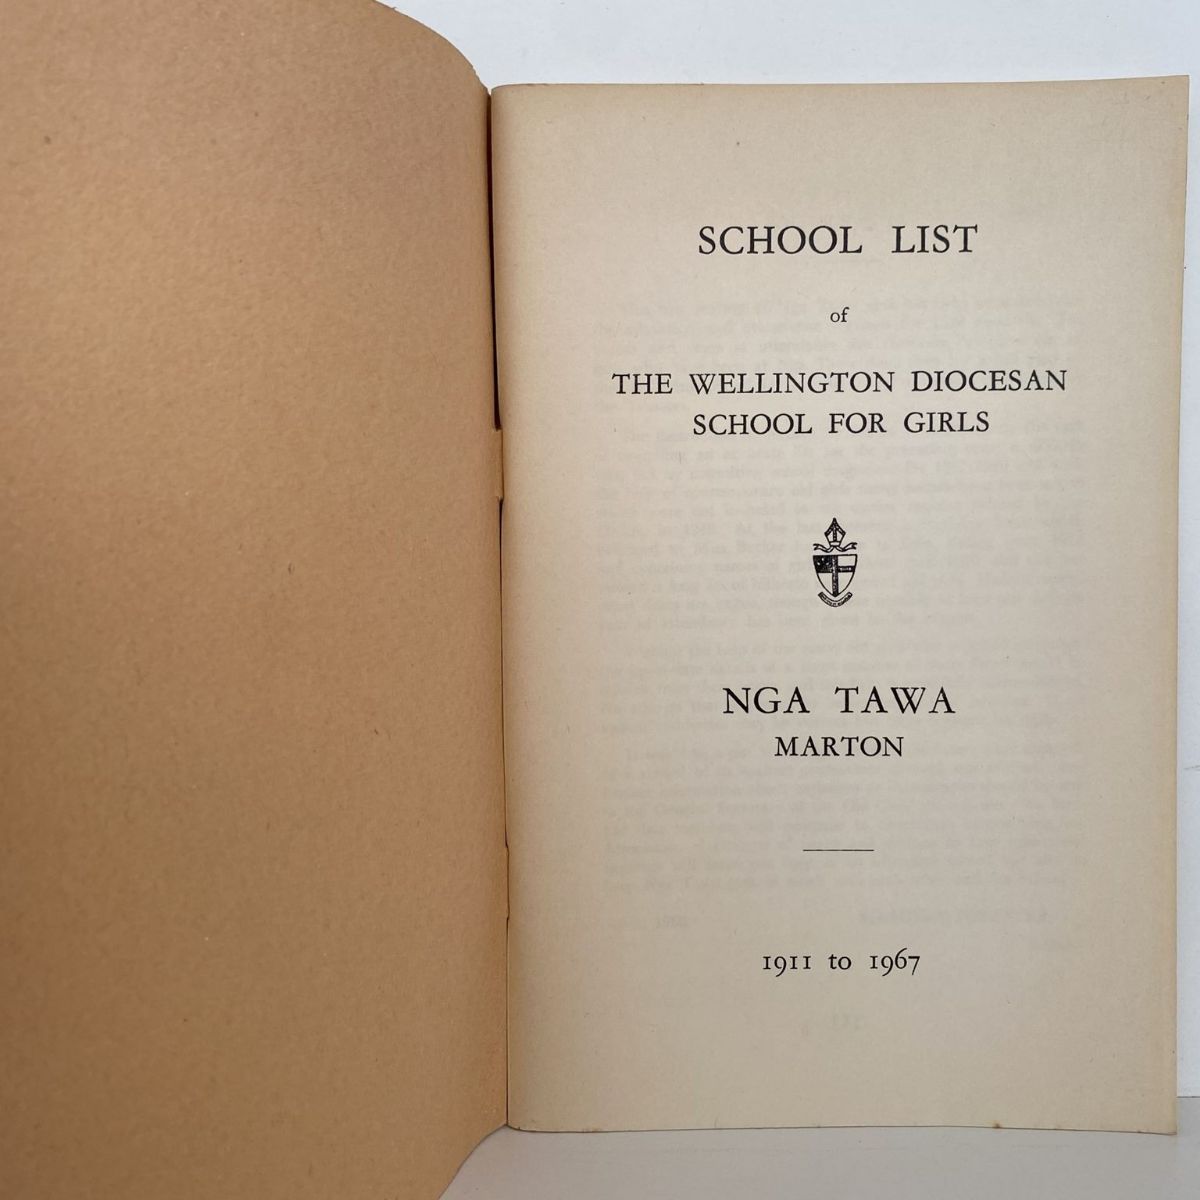 SCHOOL LIST
of
THE WELLINGTON DIOCESAN
SCHOOL FOR GIRLS
NGA TAWA
MARTON
1911 to 1967